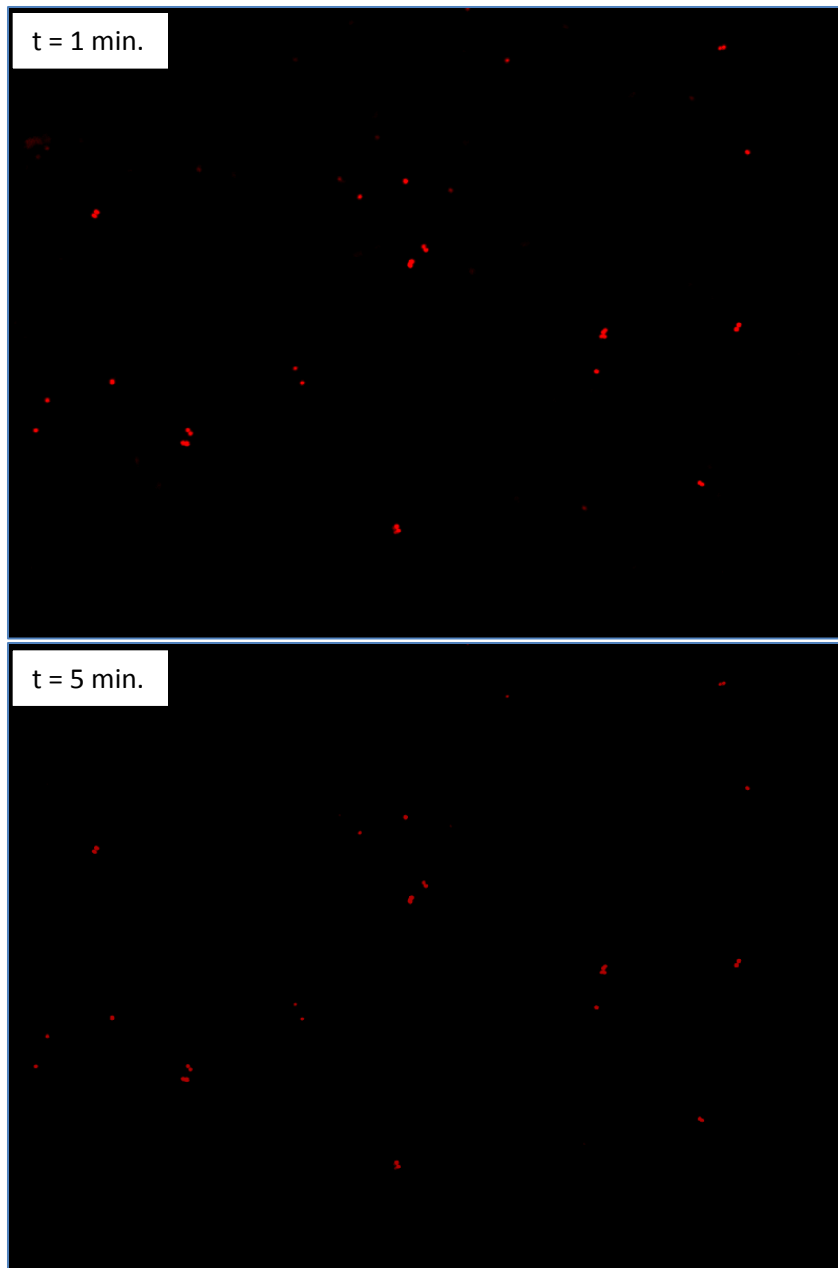 t = 1 min.
t = 5 min.